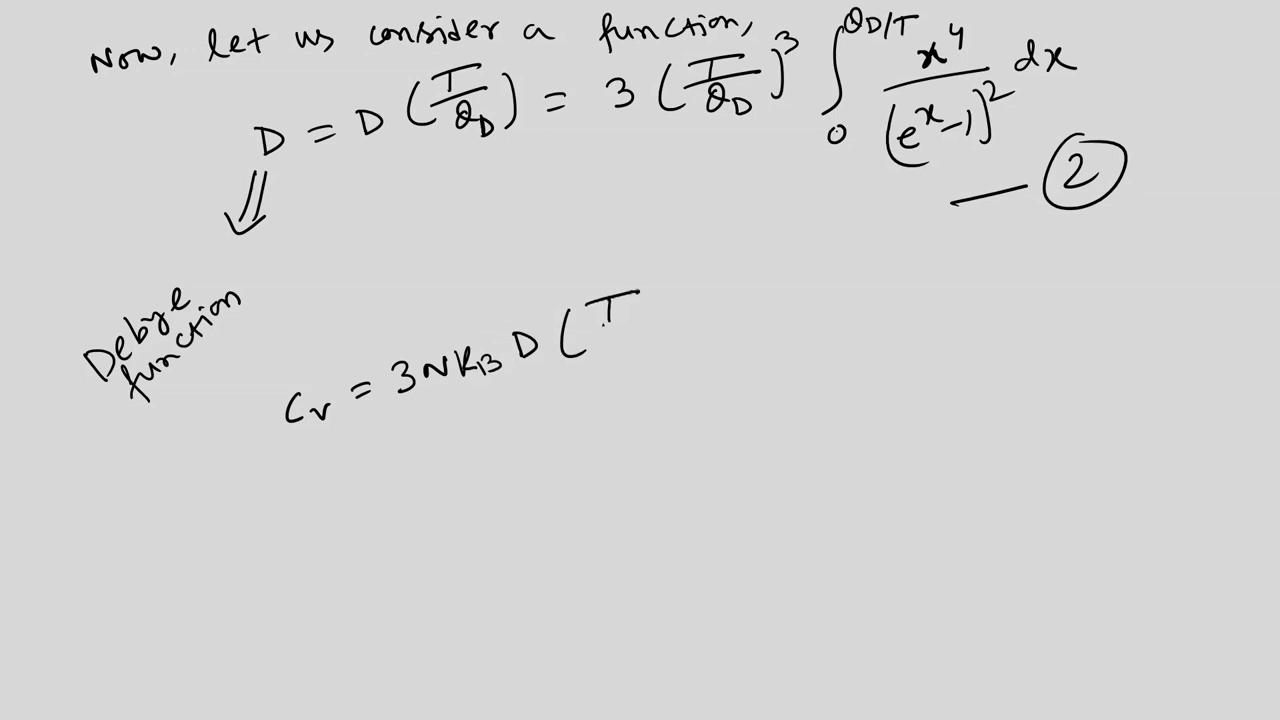 Now, let us consider a function,
D = D (T/θD) = 3 (T/θD)^3 ∫_0^{θD/T} x^4/(e^x-1)^2 dx
— ②
Debye
function
Cv = 3NKB D (T